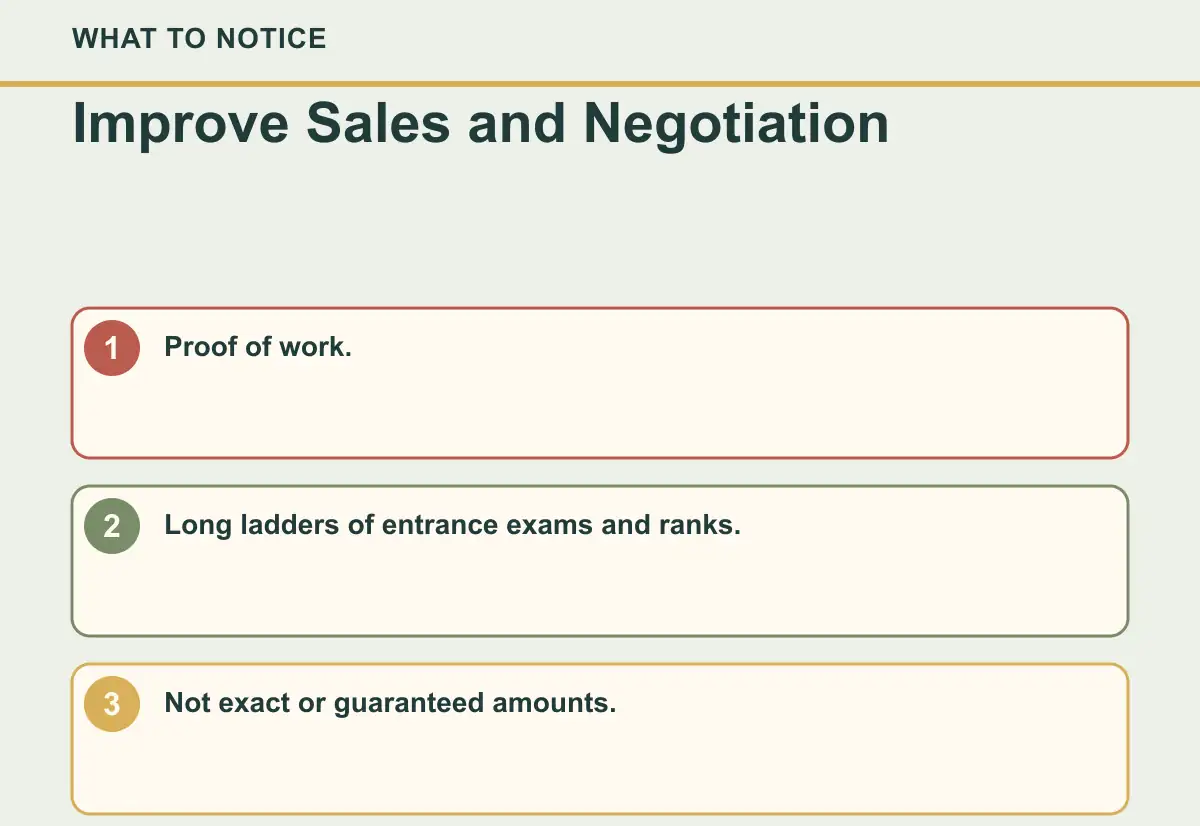 WHAT TO NOTICE
Improve Sales and Negotiation
1 Proof of work.
2 Long ladders of entrance exams and ranks.
3 Not exact or guaranteed amounts.